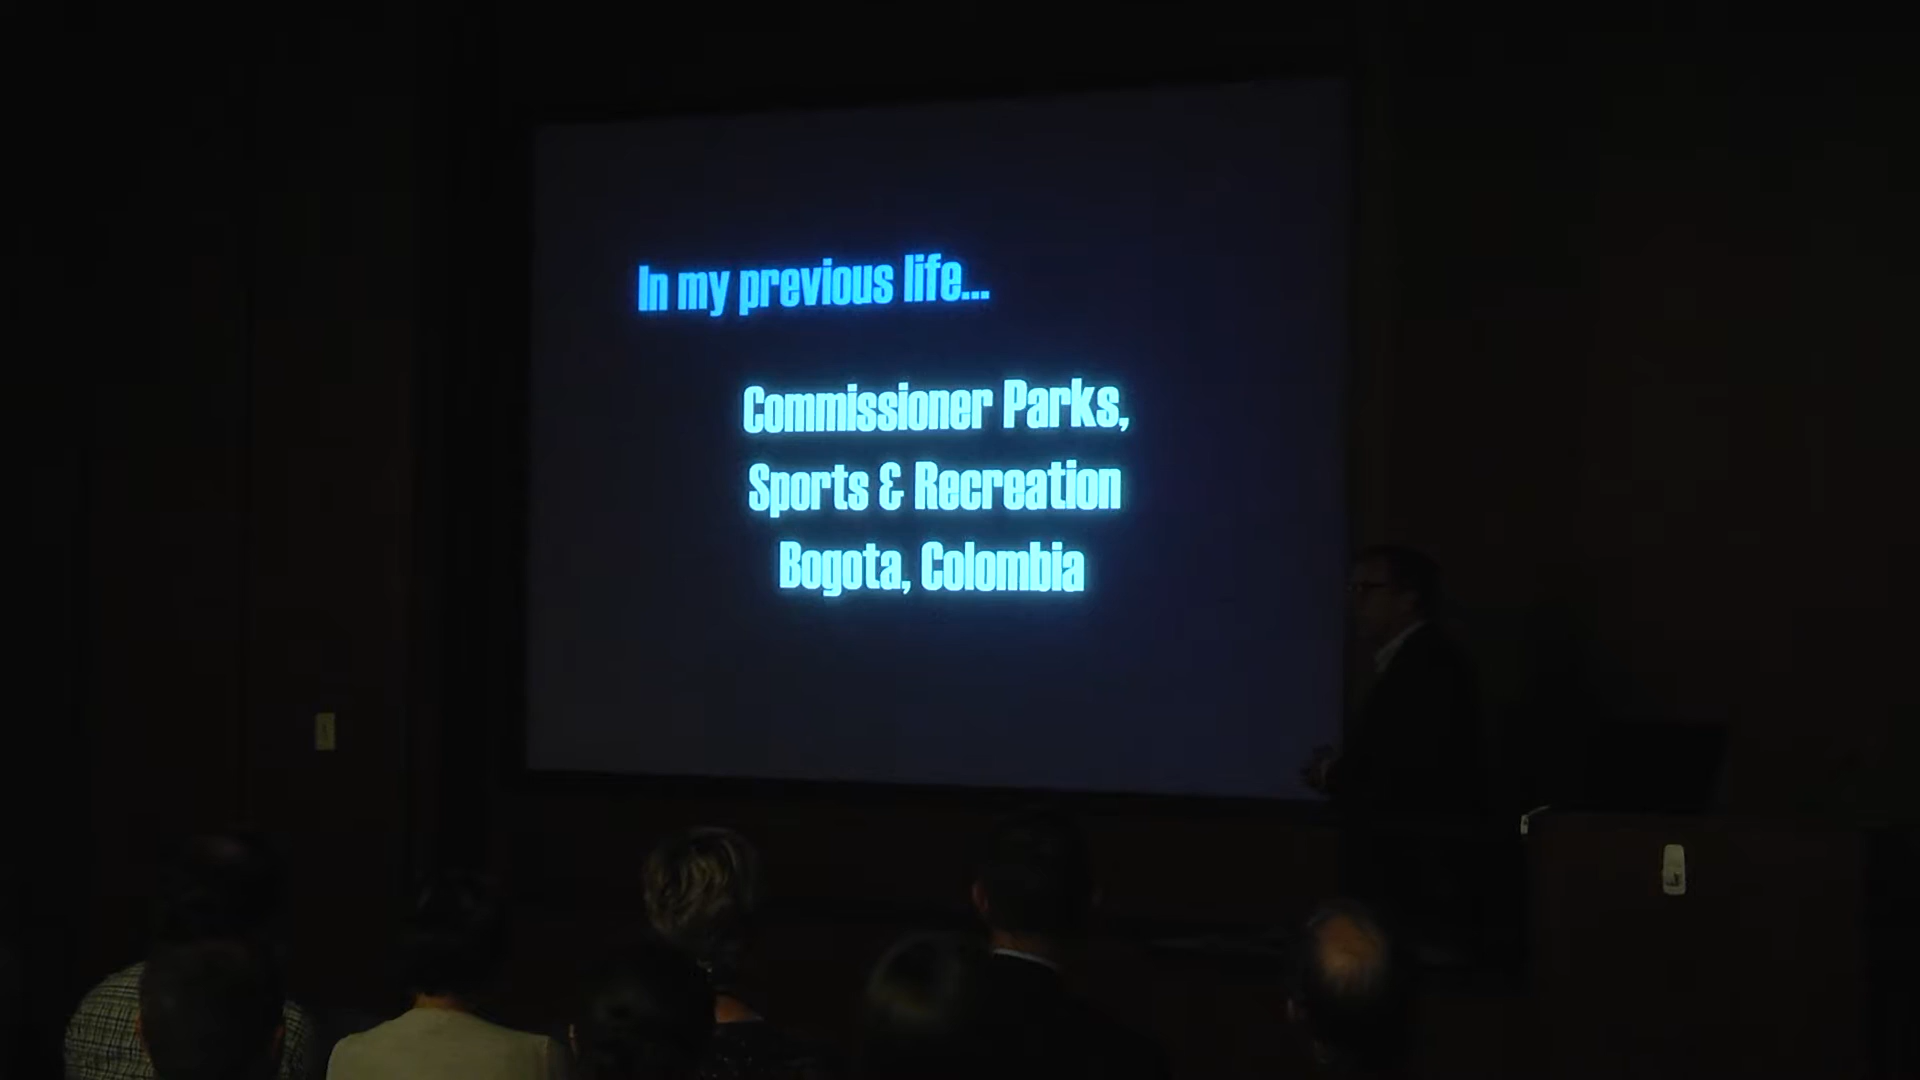 In my previous life...
Commissioner Parks,
Sports & Recreation
Bogota, Colombia